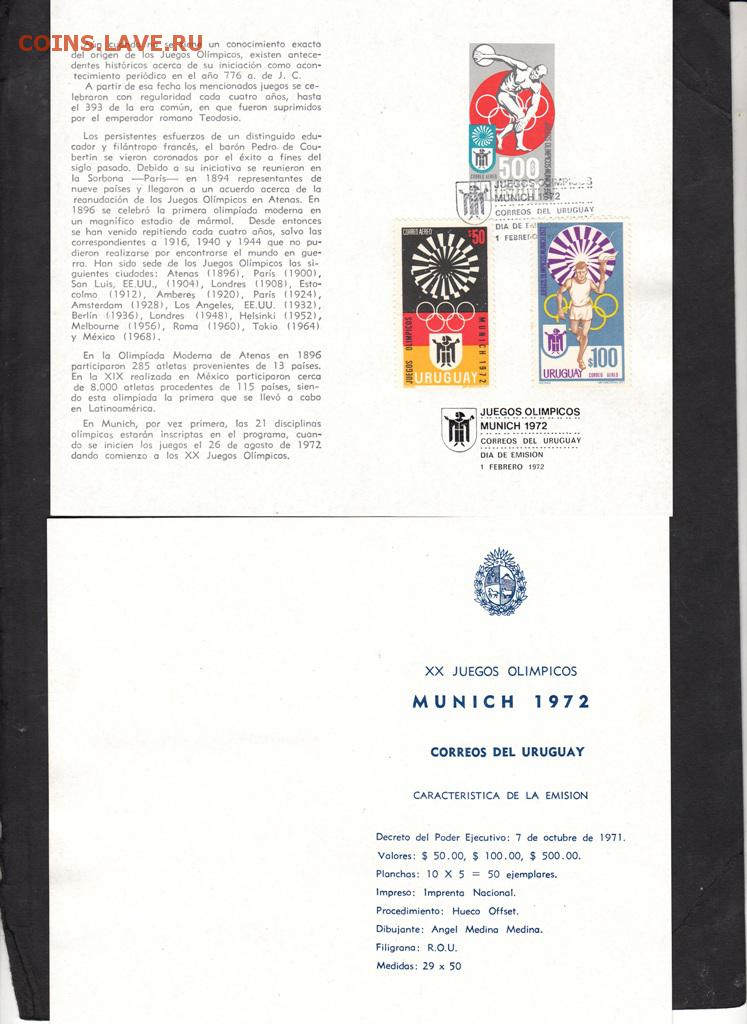 COINS.LAVE.RU
un conocimiento exacto
del origen de los Juegos Olímpicos, existen antece-
dentes históricos acerca de su iniciación como acon-
tecimiento periódico en el año 776 a. de J. C.
A partir de esa fecha los mencionados juegos se ce-
lebraron con regularidad cada cuatro años, hasta
el 393 de la era común, en que fueron suprimidos
por el emperador romano Teodosio.
Los persistentes esfuerzos de un distinguido edu-
cador y filántropo francés, el barón Pedro de Cou-
bertin se vieron coronados por el éxito a fines del
siglo pasado. Debido a su iniciativa se reunieron en
la Sorbona —París— en 1894 representantes de
nueve países y llegaron a un acuerdo acerca de la
reanudación de los Juegos Olímpicos en Atenas. En
1896 se celebró la primera olimpíada moderna en
un magnífico estadio de mármol. Desde entonces
se han venido repitiendo cada cuatro años, salvo las
correspondientes a 1916, 1940 y 1944 que no pu-
dieron realizarse por encontrarse el mundo en gue-
rra. Han sido sede de los Juegos Olímpicos las si-
guientes ciudades: Atenas (1896), París (1900),
San Luis, EE.UU., (1904), Londres (1908), Esto-
colmo (1912), Amberes (1920), París (1924),
Amsterdam (1928), Los Angeles, EE.UU. (1932),
Berlín (1936), Londres (1948), Helsinki (1952),
Melbourne (1956), Roma (1960), Tokio (1964)
y México (1968).
En la Olimpíada Moderna de Atenas en 1896
participaron 285 atletas provenientes de 13 países.
En la XIX realizada en México participaron cerca
de 8.000 atletas procedentes de 115 países, sien-
do esta olimpíada la primera que se llevó a cabo
en Latinoamérica.
En Munich, por vez primera, las 21 disciplinas
olímpicas estarán inscriptas en el programa, cuan-
do se inicien los juegos el 26 de agosto de 1972
dando comienzo a los XX Juegos Olímpicos.
CORREO AEREO
500
JUEGOS OLIMPICOS
MUNICH 1972
CORREOS DEL URUGUAY
DIA DE
1 FEBRERO
CORREO AEREO
$50
JUEGOS OLIMPICOS
MUNICH 1972
URUGUAY
JUEGOS OLIMPICOS MUNICH 1972
$100
URUGUAY
CORREO AEREO
JUEGOS OLIMPICOS
MUNICH 1972
CORREOS DEL URUGUAY
DIA DE EMISION
1 FEBRERO 1972
XX JUEGOS OLIMPICOS
MUNICH 1972
CORREOS DEL URUGUAY
CARACTERISTICA DE LA EMISION
Decreto del Poder Ejecutivo: 7 de octubre de 1971.
Valores: $ 50.00, $ 100.00, $ 500.00.
Planchas: 10 X 5 = 50 ejemplares.
Impreso: Imprenta Nacional.
Procedimiento: Hueco Offset.
Dibujante: Angel Medina Medina.
Filigrana: R.O.U.
Medidas: 29 x 50